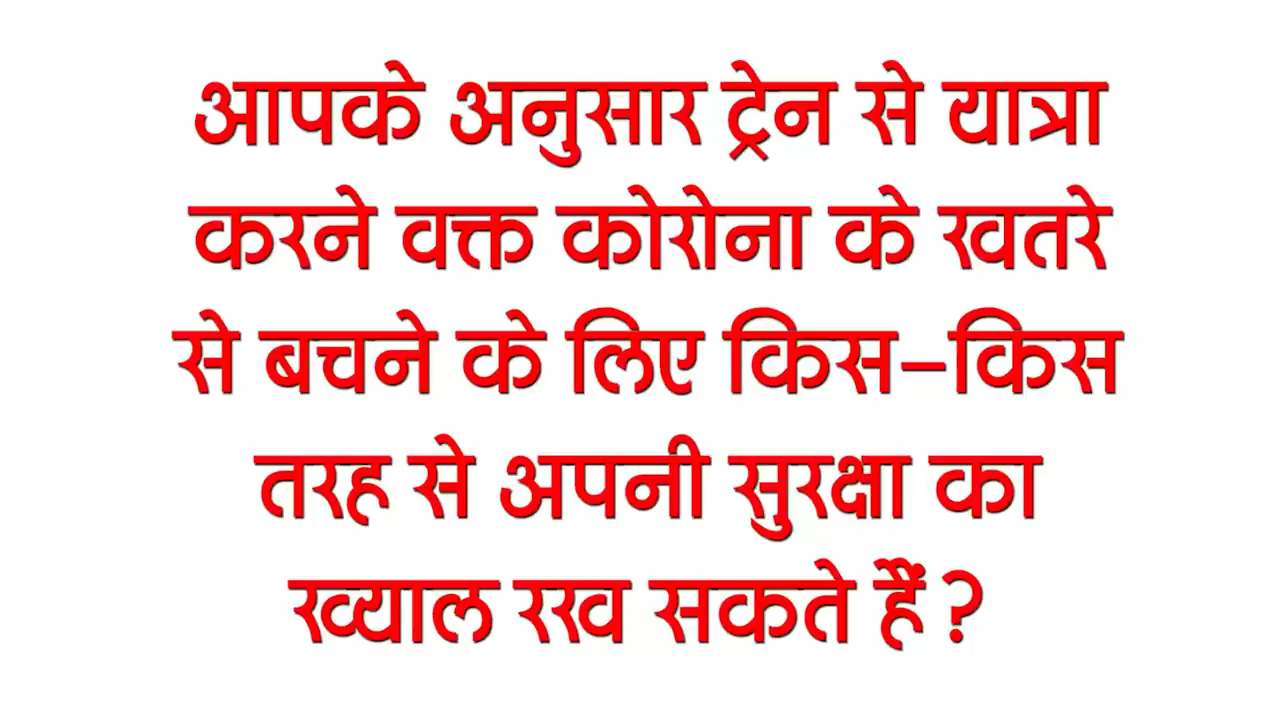 आपके अनुसार ट्रेन से यात्रा
करने वक्त कोरोना के खतरे
से बचने के लिए किस-किस
तरह से अपनी सुरक्षा का
ख्याल रख सकते हैं ?